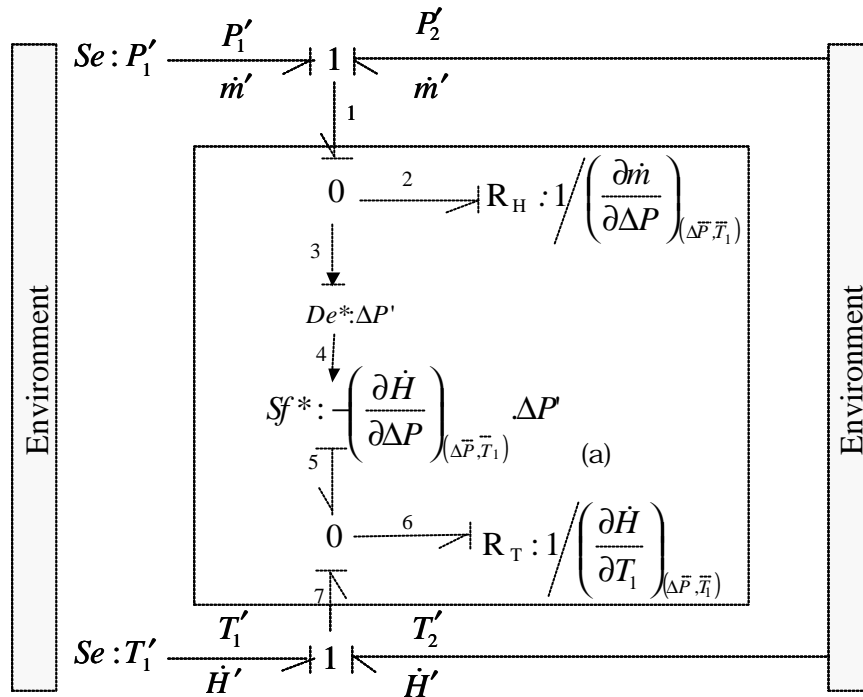 P₁′ P₂′
Se : P₁′ 1
ṁ′ ṁ′
1
0 2 R_H : 1/(∂ṁ/∂ΔP)_(ΔP̄, T̄₁)
3
De*:ΔP'
4
Sf* : −(∂Ḣ/∂ΔP)_(ΔP̄, T̄₁) .ΔP'
5 (a)
0 6 R_T : 1/(∂Ḣ/∂T₁)_(ΔP̄, T̄₁)
7
T₁′ T₂′
Se : T₁′ 1
Ḣ′ Ḣ′
Environment
Environment